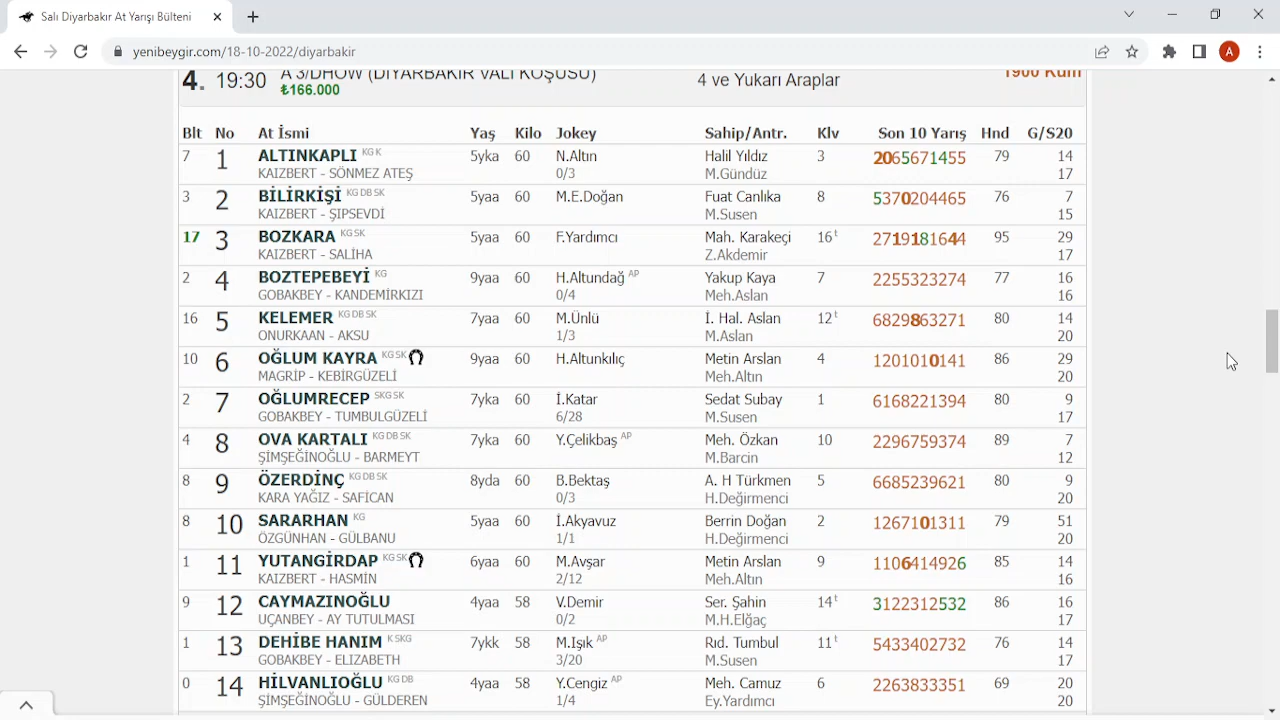 Salı Diyarbakır At Yarışı Bülteni
yenibeygir.com/18-10-2022/diyarbakir
A
4. 19:30 A 3/DHÖW (DİYARBAKIR VALİ KOŞUSU) 4 ve Yukarı Araplar 1900 Kum
₺166.000
Blt No At İsmi Yaş Kilo Jokey Sahip/Antr. Klv Son 10 Yarış Hnd G/S20
7 1 ALTINKAPLI KG K 5yka 60 N.Altın Halil Yıldız 3 2065671455 79 14
KAIZBERT - SÖNMEZ ATEŞ 0/3 M.Gündüz 17
3 2 BİLİRKİŞİ KG DB SK 5yaa 60 M.E.Doğan Fuat Canlıka 8 5370204465 76 7
KAIZBERT - ŞIPSEVDİ M.Susen 15
17 3 BOZKARA KG SK 5yaa 60 F.Yardımcı Mah. Karakeçi 16 t 2719181644 95 29
KAIZBERT - SALİHA Z.Akdemir 17
2 4 BOZTEPEBEYİ KG 9yaa 60 H.Altundağ AP Yakup Kaya 7 2255323274 77 16
GOBAKBEY - KANDEMİRKIZI 0/4 Meh.Aslan 16
16 5 KELEMER KG DB SK 7yaa 60 M.Ünlü İ. Hal. Aslan 12 t 6829863271 80 14
ONURKAAN - AKSU 1/3 M.Aslan 20
10 6 OĞLUM KAYRA KG SK 9yaa 60 H.Altunkılıç Metin Arslan 4 1201010141 86 29
MAGRİP - KEBİRGÜZELİ Meh.Altın 20
2 7 OĞLUMRECEP SKG SK 7yka 60 İ.Katar Sedat Subay 1 6168221394 80 9
GOBAKBEY - TUMBULGÜZELİ 6/28 M.Susen 17
4 8 OVA KARTALI KG DB SK 7yka 60 Y.Çelikbaş AP Meh. Özkan 10 2296759374 89 7
ŞİMŞEĞİNOĞLU - BARMEYT M.Barcin 12
8 9 ÖZERDİNÇ KG DB SK 8yda 60 B.Bektaş A. H Türkmen 5 6685239621 80 9
KARA YAĞIZ - SAFİCAN 0/3 H.Değirmenci 20
8 10 SARARHAN KG 5yaa 60 İ.Akyavuz Berrin Doğan 2 1267101311 79 51
ÖZGÜNHAN - GÜLBANU 1/1 H.Değirmenci 20
1 11 YUTANGİRDAP KG SK 6yaa 60 M.Avşar Metin Arslan 9 1106414926 85 14
KAIZBERT - HASMİN 2/12 Meh.Altın 16
9 12 CAYMAZINOĞLU 4yaa 58 V.Demir Ser. Şahin 14 t 3122312532 86 16
UÇANBEY - AY TUTULMASI 0/2 M.H.Elğaç 17
1 13 DEHİBE HANIM K SKG 7ykk 58 M.Işık AP Rıd. Tumbul 11 t 5433402732 76 14
GOBAKBEY - ELIZABETH 3/20 M.Susen 17
0 14 HİLVANLIOĞLU KG DB 4yaa 58 Y.Cengiz AP Meh. Camuz 6 2263833351 69 20
ŞİMŞEĞİNOĞLU - GÜLDEREN 1/4 Ey.Yardımcı 20